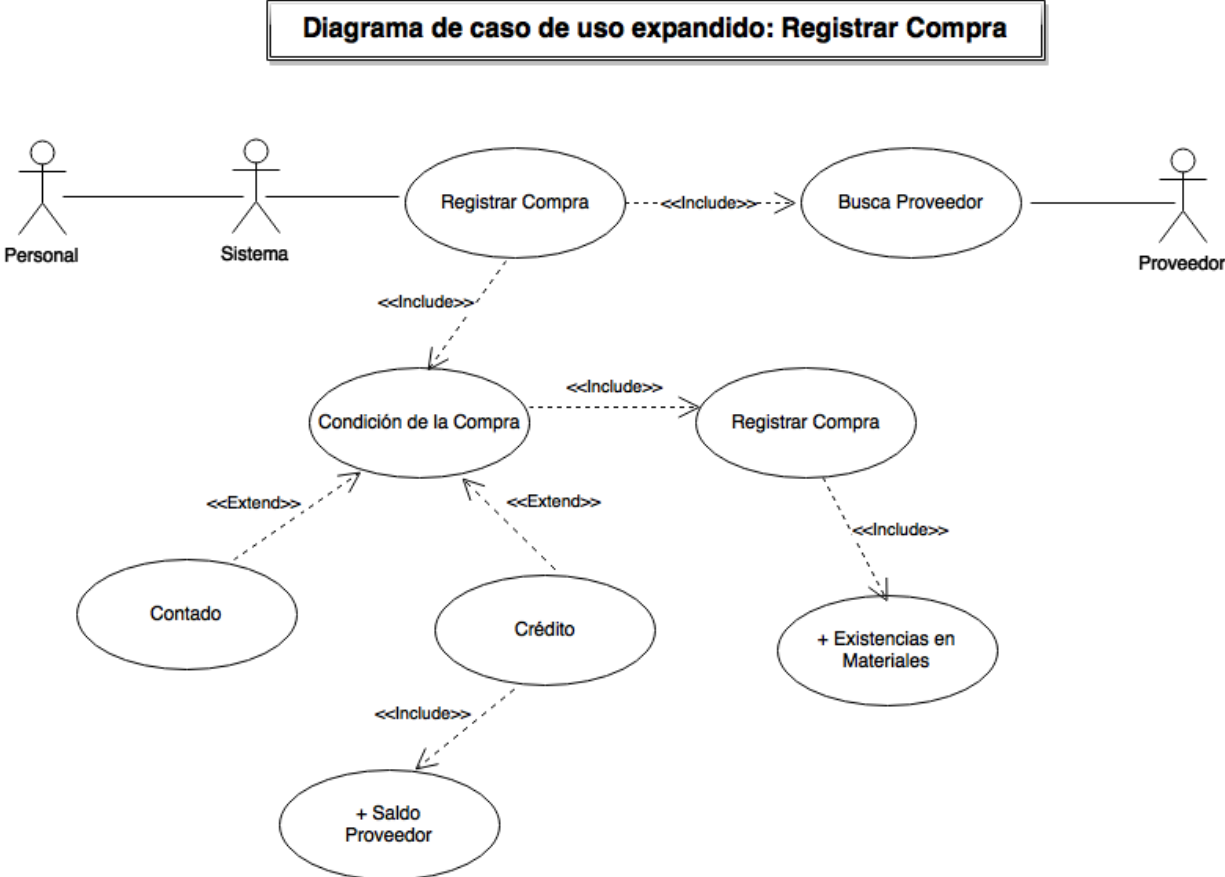 Diagrama de caso de uso expandido: Registrar Compra
Registrar Compra
<<Include>>
Busca Proveedor
Personal
Sistema
Proveedor
<<Include>>
<<Include>>
Condición de la Compra
Registrar Compra
<<Extend>>
<<Extend>>
<<Include>>
Contado
Crédito
+ Existencias en
Materiales
<<Include>>
+ Saldo
Proveedor